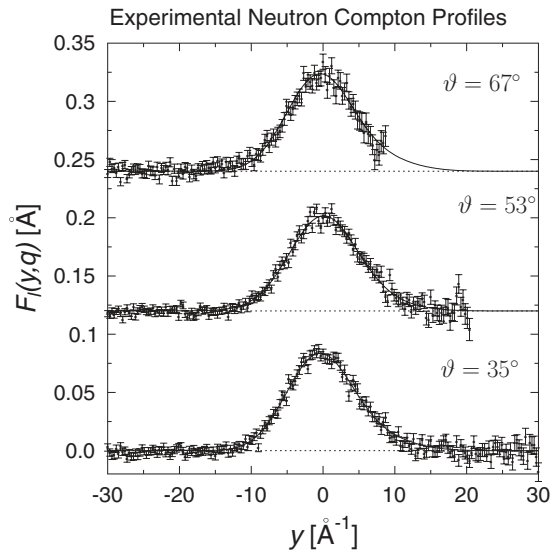 Experimental Neutron Compton Profiles
0.35
ϑ = 67°
0.3
0.25
0.2
ϑ = 53°
0.15
0.1
ϑ = 35°
0.05
0.0
F_l(y,q) [Å]
-30 -20 -10 0 10 20 30
y [Å⁻¹]